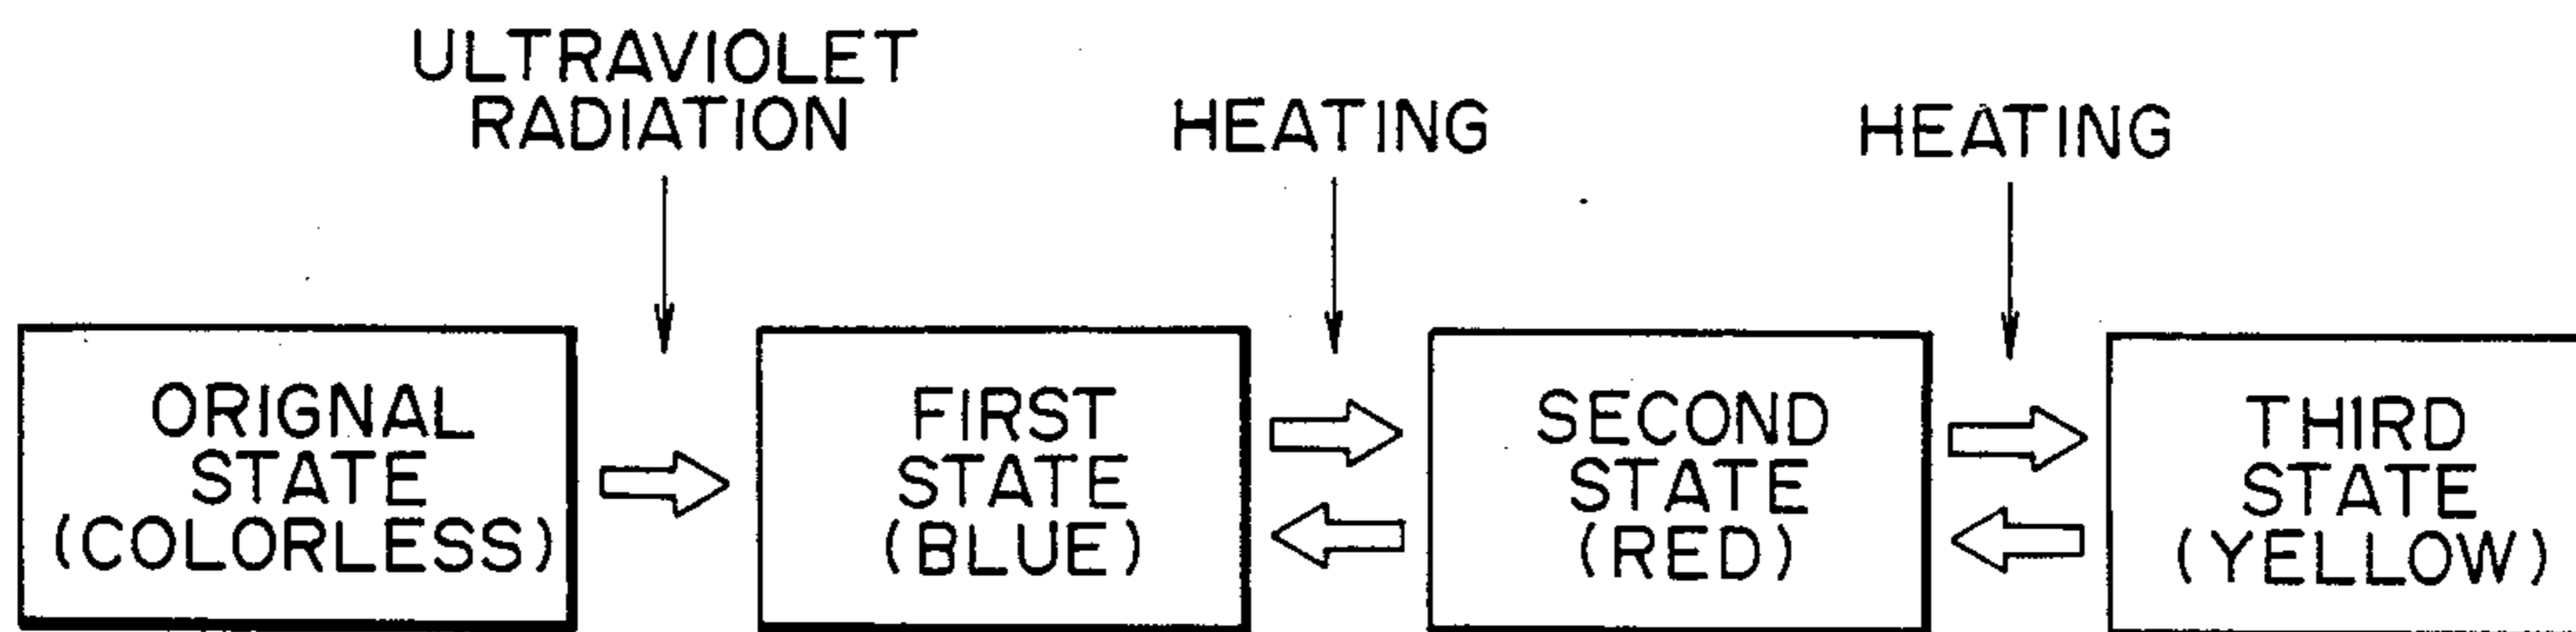 ULTRAVIOLET
RADIATION
HEATING
HEATING
ORIGNAL
STATE
(COLORLESS)
FIRST
STATE
(BLUE)
SECOND
STATE
(RED)
THIRD
STATE
(YELLOW)